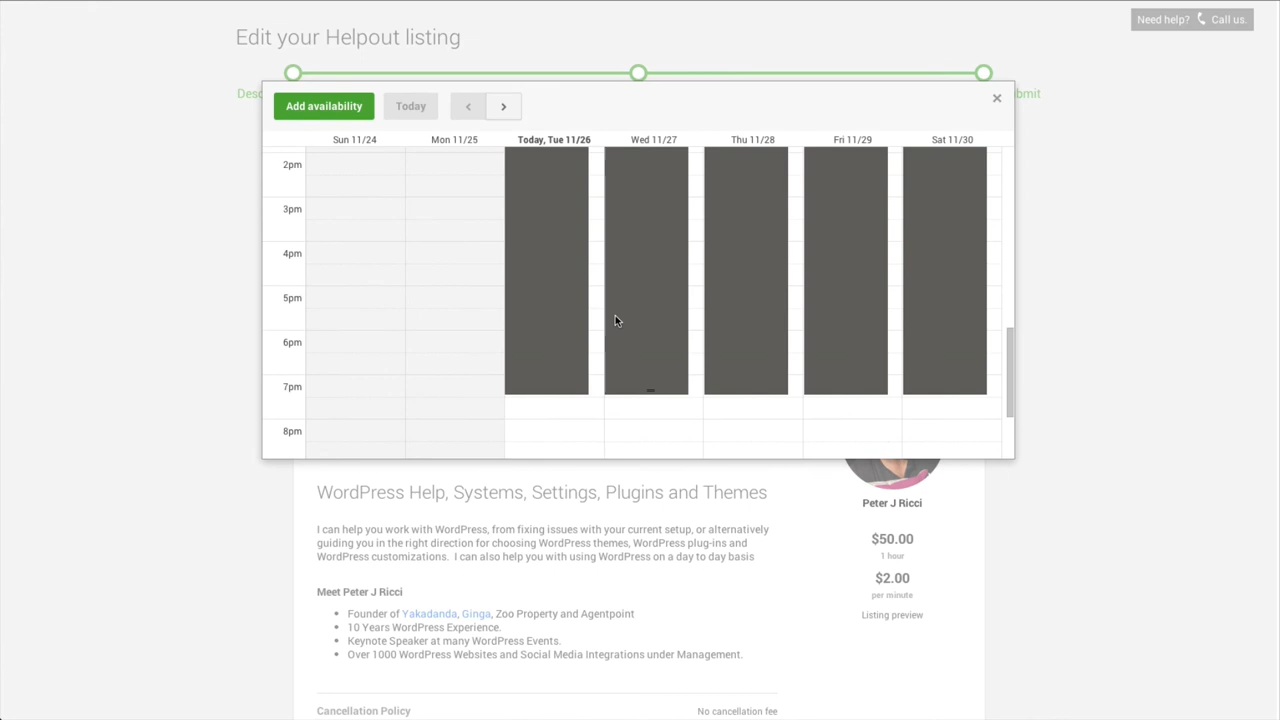 Need help? Call us.
Edit your Helpout listing
Desc
bmit
Add availability
Today
Sun 11/24
Mon 11/25
Today, Tue 11/26
Wed 11/27
Thu 11/28
Fri 11/29
Sat 11/30
2pm
3pm
4pm
5pm
6pm
7pm
8pm
WordPress Help, Systems, Settings, Plugins and Themes
I can help you work with WordPress, from fixing issues with your current setup, or alternatively
guiding you in the right direction for choosing WordPress themes, WordPress plug-ins and
WordPress customizations. I can also help you with using WordPress on a day to day basis
Meet Peter J Ricci
• Founder of Yakadanda, Ginga, Zoo Property and Agentpoint
• 10 Years WordPress Experience.
• Keynote Speaker at many WordPress Events.
• Over 1000 WordPress Websites and Social Media Integrations under Management.
Peter J Ricci
$50.00
1 hour
$2.00
per minute
Listing preview
Cancellation Policy
No cancellation fee